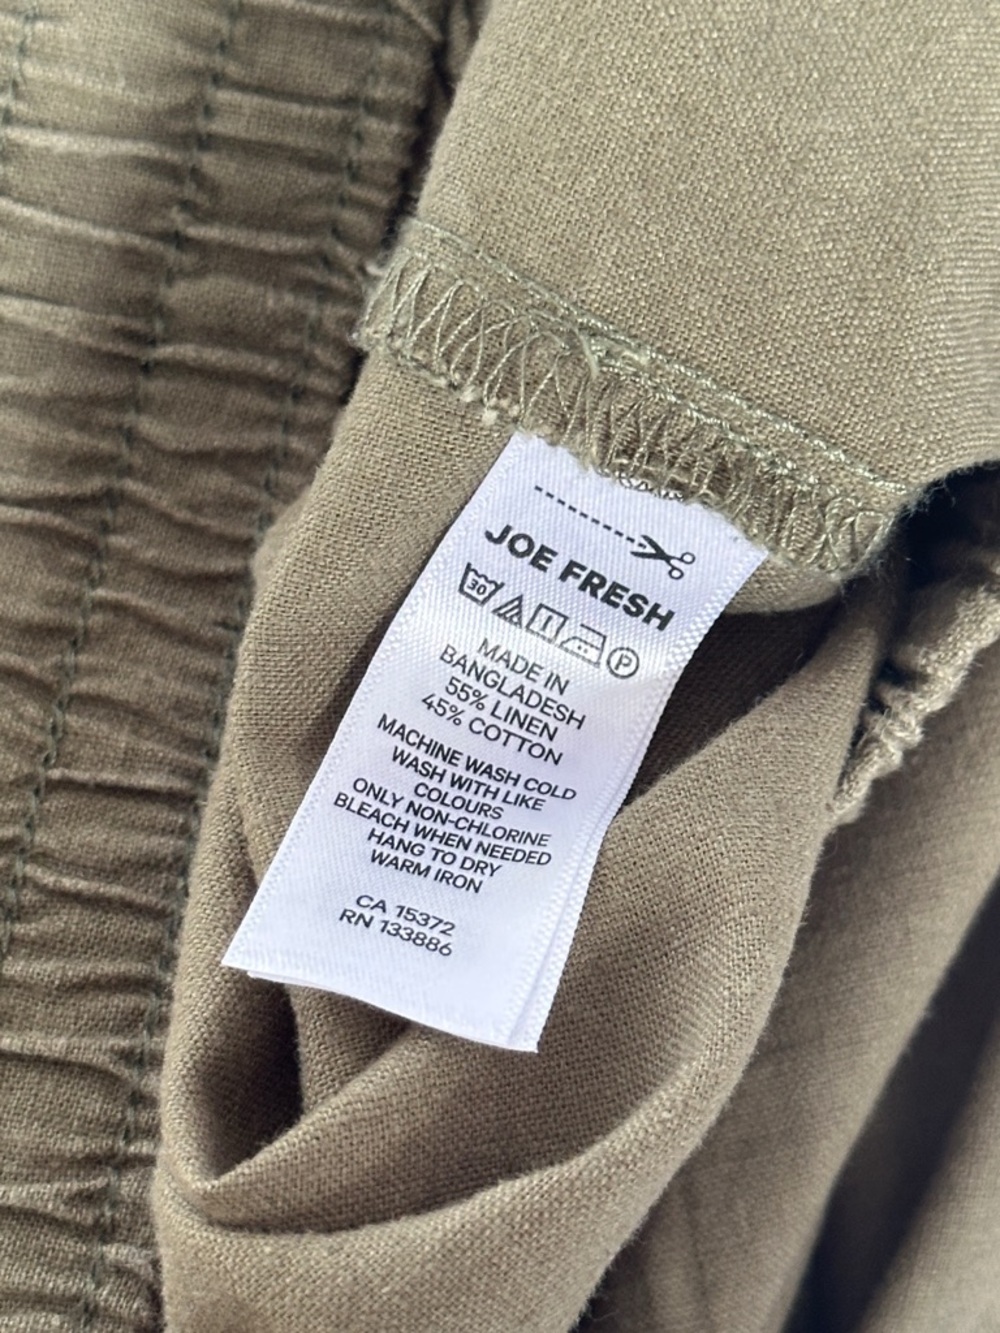 JOE FRESH
30 P
MADE IN
BANGLADESH
55% LINEN
45% COTTON
MACHINE WASH COLD
WASH WITH LIKE
COLOURS
ONLY NON-CHLORINE
BLEACH WHEN NEEDED
HANG TO DRY
WARM IRON
CA 15372
RN 133886